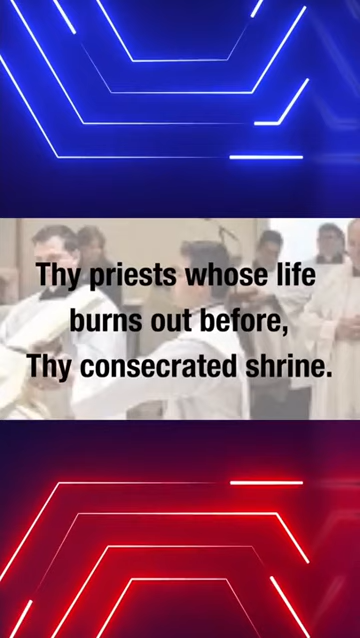 Thy priests whose life
burns out before,
Thy consecrated shrine.